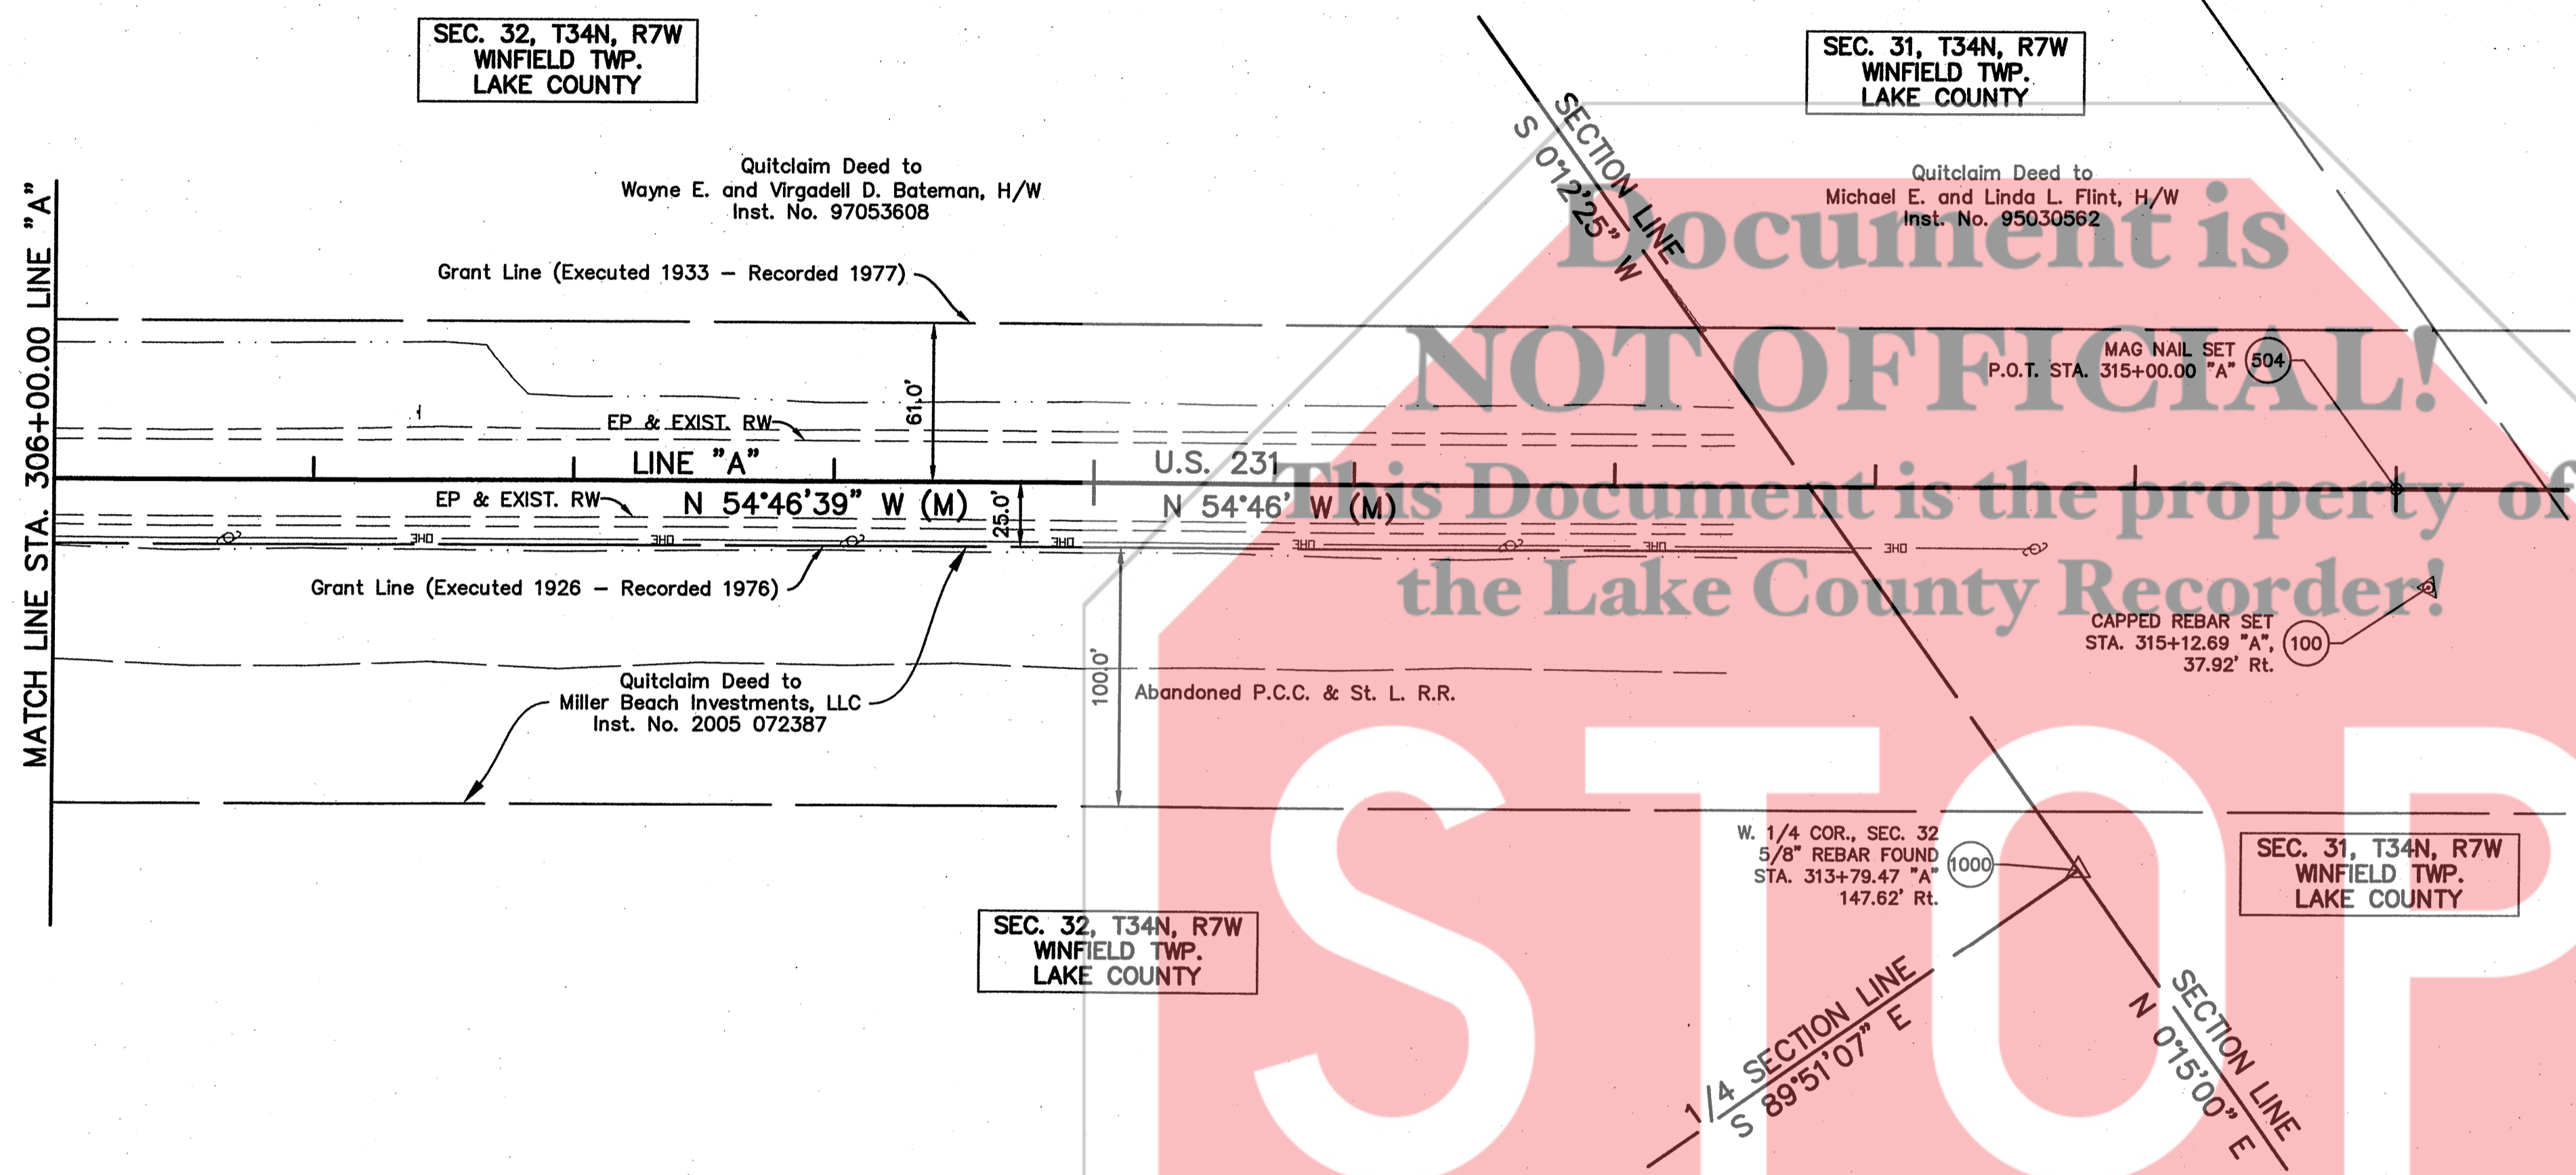 SEC. 32, T34N, R7W
WINFIELD TWP.
LAKE COUNTY
SEC. 31, T34N, R7W
WINFIELD TWP.
LAKE COUNTY
SECTION LINE
S 0°12'25" W
Quitclaim Deed to
Wayne E. and Virgadell D. Bateman, H/W
Inst. No. 97053608
Quitclaim Deed to
Michael E. and Linda L. Flint, H/W
Inst. No. 95030562
Document is
NOT OFFICIAL!
This Document is the property of
the Lake County Recorder!
STOP
MATCH LINE STA. 306+00.00 LINE "A"
Grant Line (Executed 1933 – Recorded 1977)
61.0'
MAG NAIL SET
P.O.T. STA. 315+00.00 "A"
504
EP & EXIST. RW
LINE "A"
U.S. 231
EP & EXIST. RW
N 54°46'39" W (M)
25.0'
N 54°46' W (M)
OHE
OHE
OHE
OHE
OHE
OHE
Grant Line (Executed 1926 – Recorded 1976)
CAPPED REBAR SET
STA. 315+12.69 "A",
37.92' Rt.
100
100.0'
Abandoned P.C.C. & St. L. R.R.
Quitclaim Deed to
Miller Beach Investments, LLC
Inst. No. 2005 072387
W. 1/4 COR., SEC. 32
5/8" REBAR FOUND
STA. 313+79.47 "A"
147.62' Rt.
1000
SEC. 31, T34N, R7W
WINFIELD TWP.
LAKE COUNTY
SEC. 32, T34N, R7W
WINFIELD TWP.
LAKE COUNTY
1/4 SECTION LINE
S 89°51'07" E
SECTION LINE
N 0°15'00" E